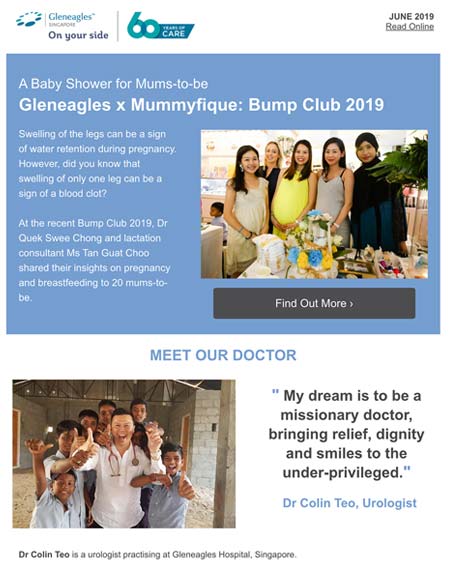 Gleneagles
SINGAPORE
On your side
60 YEARS OF
CARE
JUNE 2019
Read Online
A Baby Shower for Mums-to-be
Gleneagles x Mummyfique: Bump Club 2019
Swelling of the legs can be a sign
of water retention during pregnancy.
However, did you know that
swelling of only one leg can be a
sign of a blood clot?
At the recent Bump Club 2019, Dr
Quek Swee Chong and lactation
consultant Ms Tan Guat Choo
shared their insights on pregnancy
and breastfeeding to 20 mums-to-
be.
Find Out More ›
MEET OUR DOCTOR
" My dream is to be a
missionary doctor,
bringing relief, dignity
and smiles to the
under-privileged."
Dr Colin Teo, Urologist
Dr Colin Teo is a urologist practising at Gleneagles Hospital, Singapore.